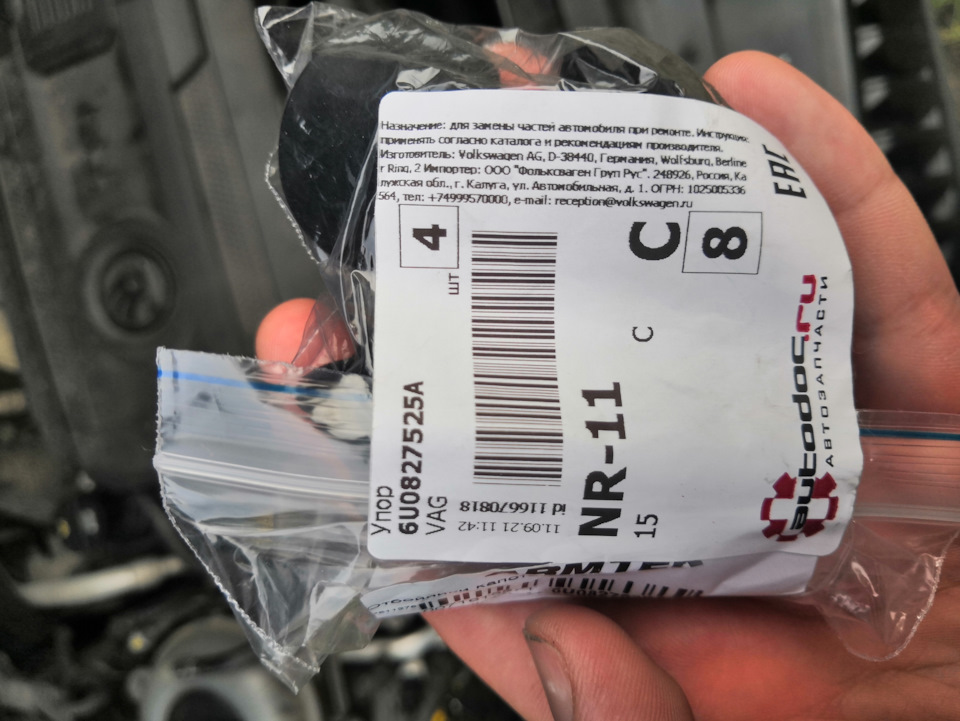 Назначение: для замены частей автомобиля при ремонте. Инструкция:
применять согласно каталога и рекомендациям производителя.
Изготовитель: Volkswagen AG, D-38440, Германия, Wolfsburg, Berline
r Ring, 2 Импортер: ООО "Фольксваген Груп Рус". 248926, Россия, Ка
лужская обл., г. Калуга, ул. Автомобильная, д. 1. ОГРН: 1025005336
564, тел: +74999570000, e-mail: reception@volkswagen.ru
EAC
4
шт
C
8
C
Упор
6U0827525A
VAG
11.09.21 11:42
id 116670818
NR-11
15
autodoc.ru
АВТОЗАПЧАСТИ